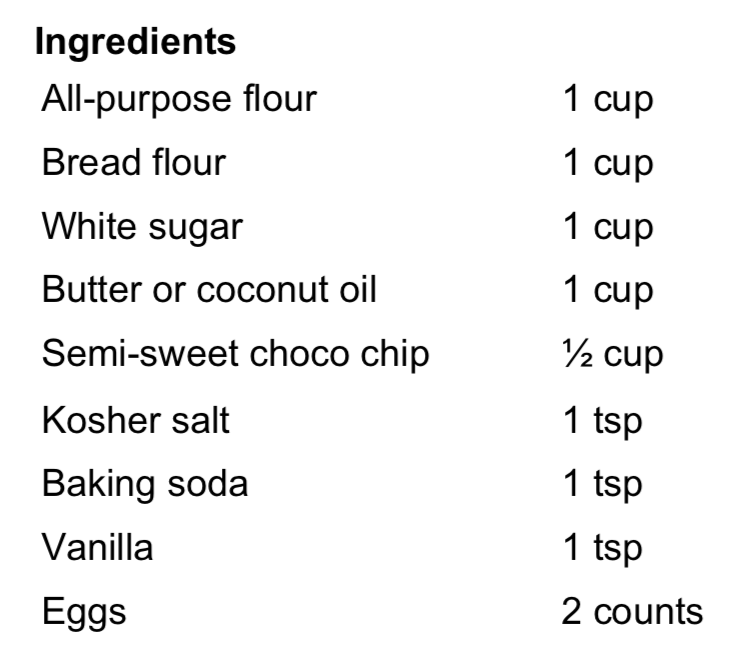 Ingredients
All-purpose flour 1 cup
Bread flour 1 cup
White sugar 1 cup
Butter or coconut oil 1 cup
Semi-sweet choco chip ½ cup
Kosher salt 1 tsp
Baking soda 1 tsp
Vanilla 1 tsp
Eggs 2 counts